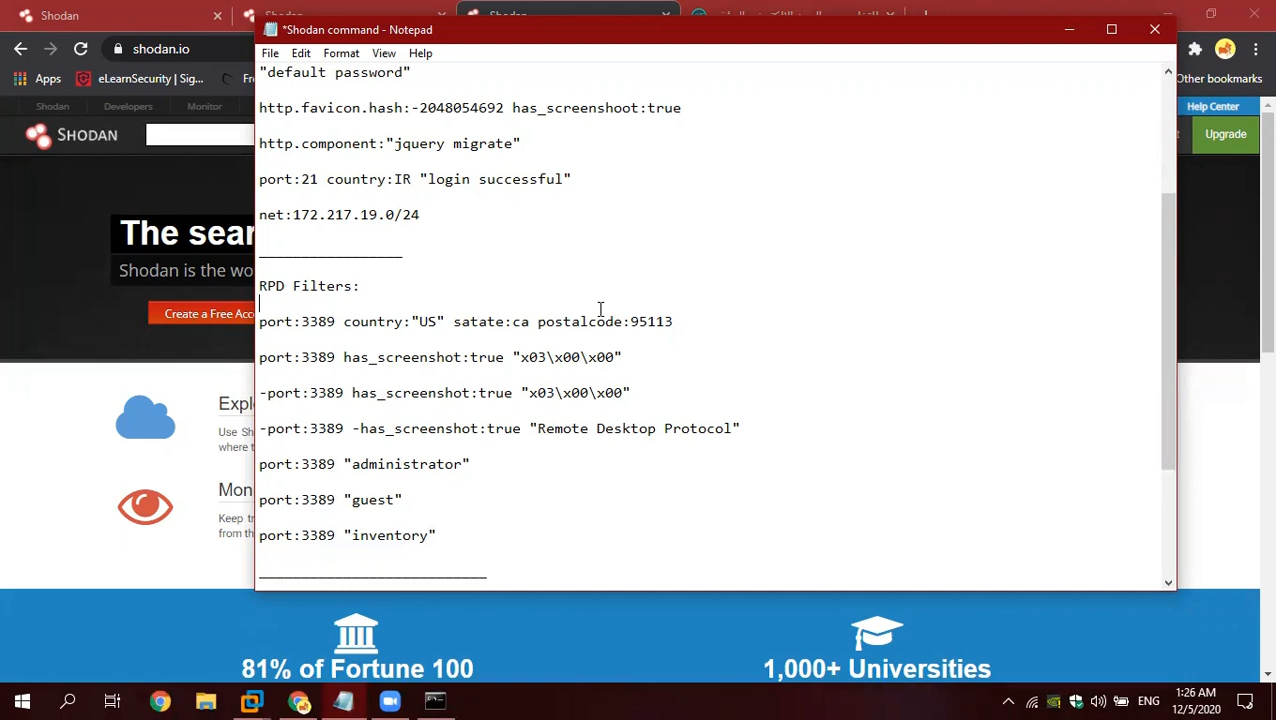 Shodan
Shodan
Shodan
*Shodan command - Notepad
shodan.io
File Edit Format View Help
Apps
eLearnSecurity | Sig...
Other bookmarks
Shodan Developers Monitor
Help Center
SHODAN
Upgrade
"default password"
http.favicon.hash:-2048054692 has_screenshoot:true
http.component:"jquery migrate"
port:21 country:IR "login successful"
net:172.217.19.0/24
_________________
RPD Filters:
port:3389 country:"US" satate:ca postalcode:95113
port:3389 has_screenshot:true "x03\x00\x00"
-port:3389 has_screenshot:true "x03\x00\x00"
-port:3389 -has_screenshot:true "Remote Desktop Protocol"
port:3389 "administrator"
port:3389 "guest"
port:3389 "inventory"
___________________________
The sear
Shodan is the wo
Create a Free Acc
Expl
Use Sh
where t
Mon
Keep tr
from th
81% of Fortune 100
1,000+ Universities
ENG
1:26 AM
12/5/2020